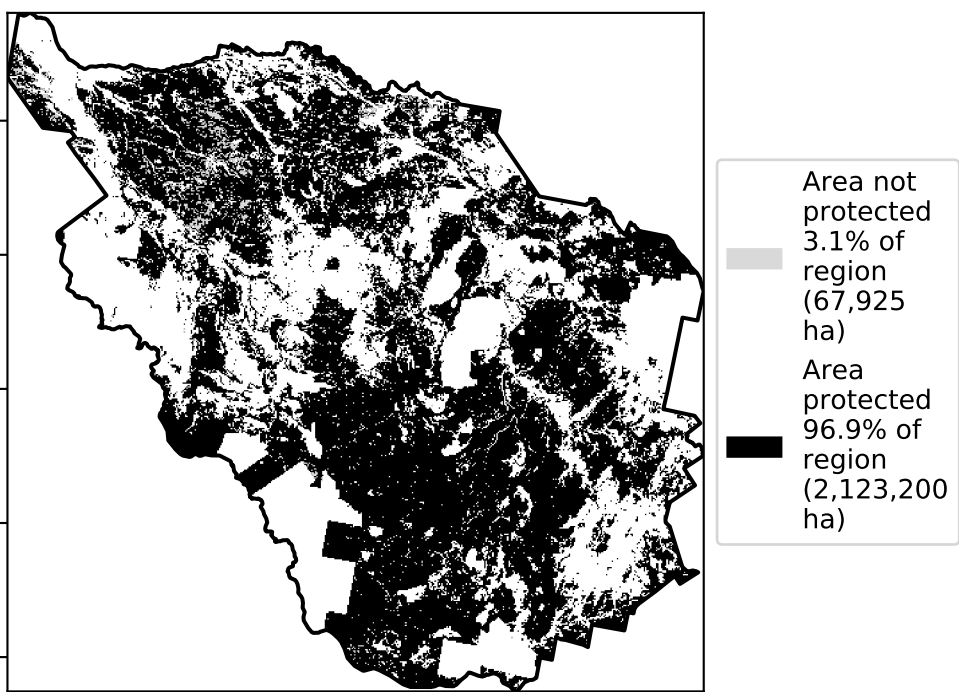 Area not
protected
3.1% of
region
(67,925
ha)
Area
protected
96.9% of
region
(2,123,200
ha)